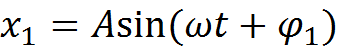 x₁ = Asin(ωt + φ₁)